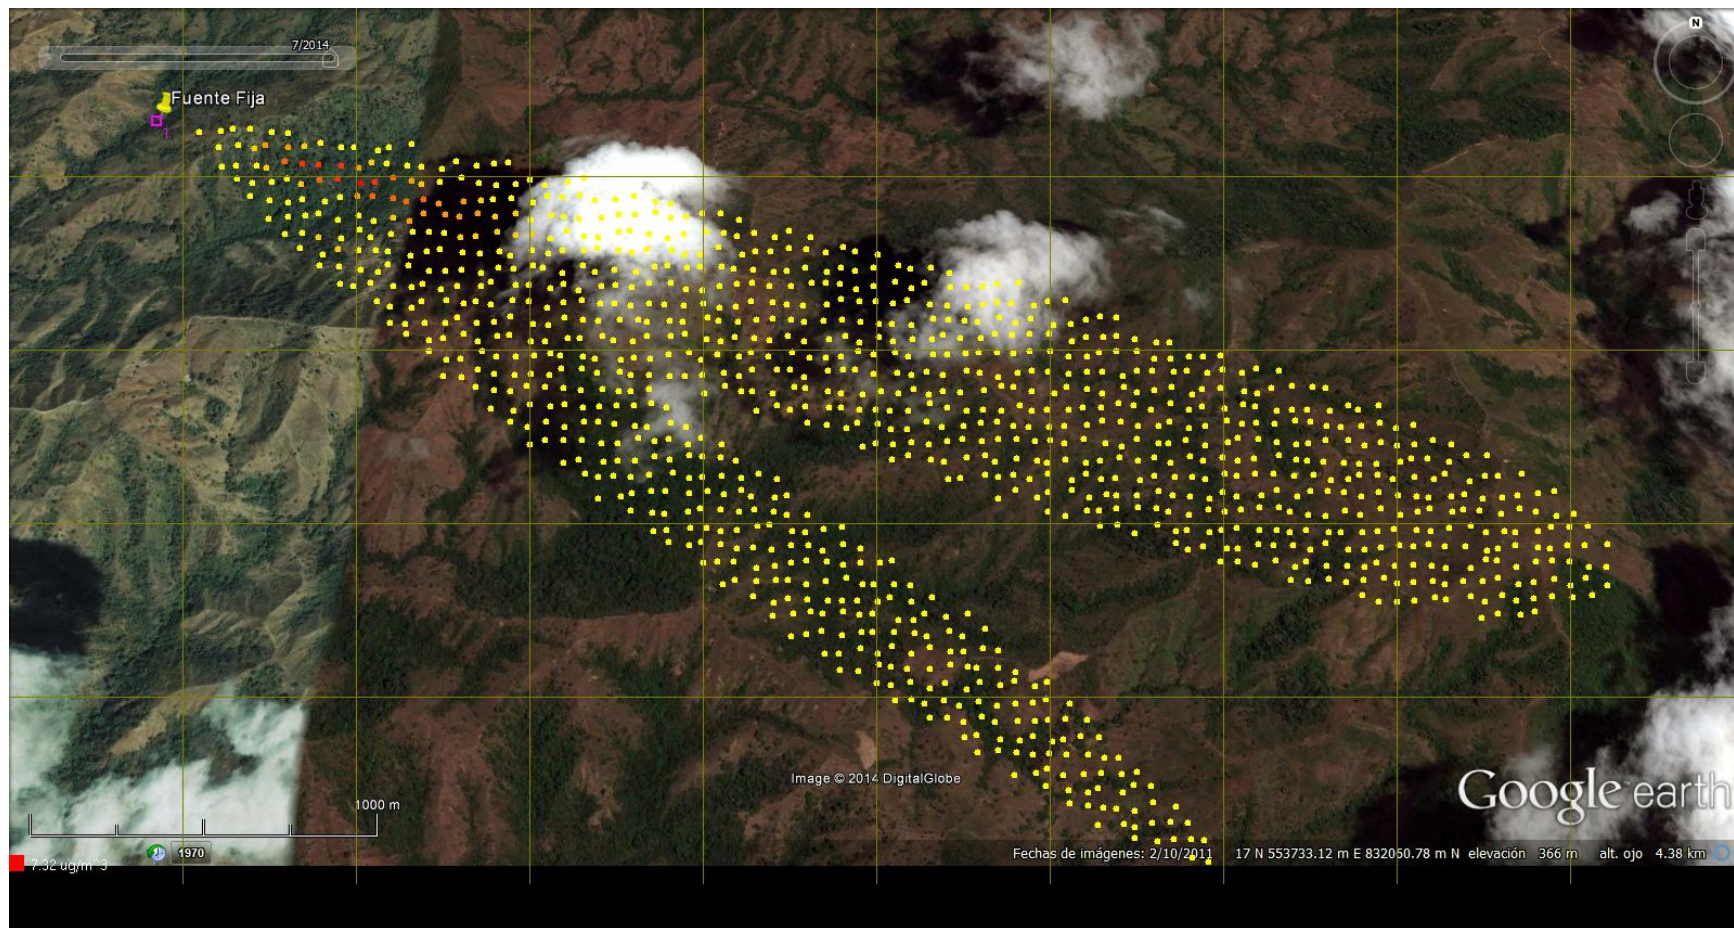 7/2014
N
Fuente Fija
1
Image © 2014 DigitalGlobe
Google earth
1000 m
1970
Fechas de imágenes: 2/10/2011 17 N 553733.12 m E 832060.78 m N elevación 366 m alt. ojo 4.38 km
7.32 ug/m^3